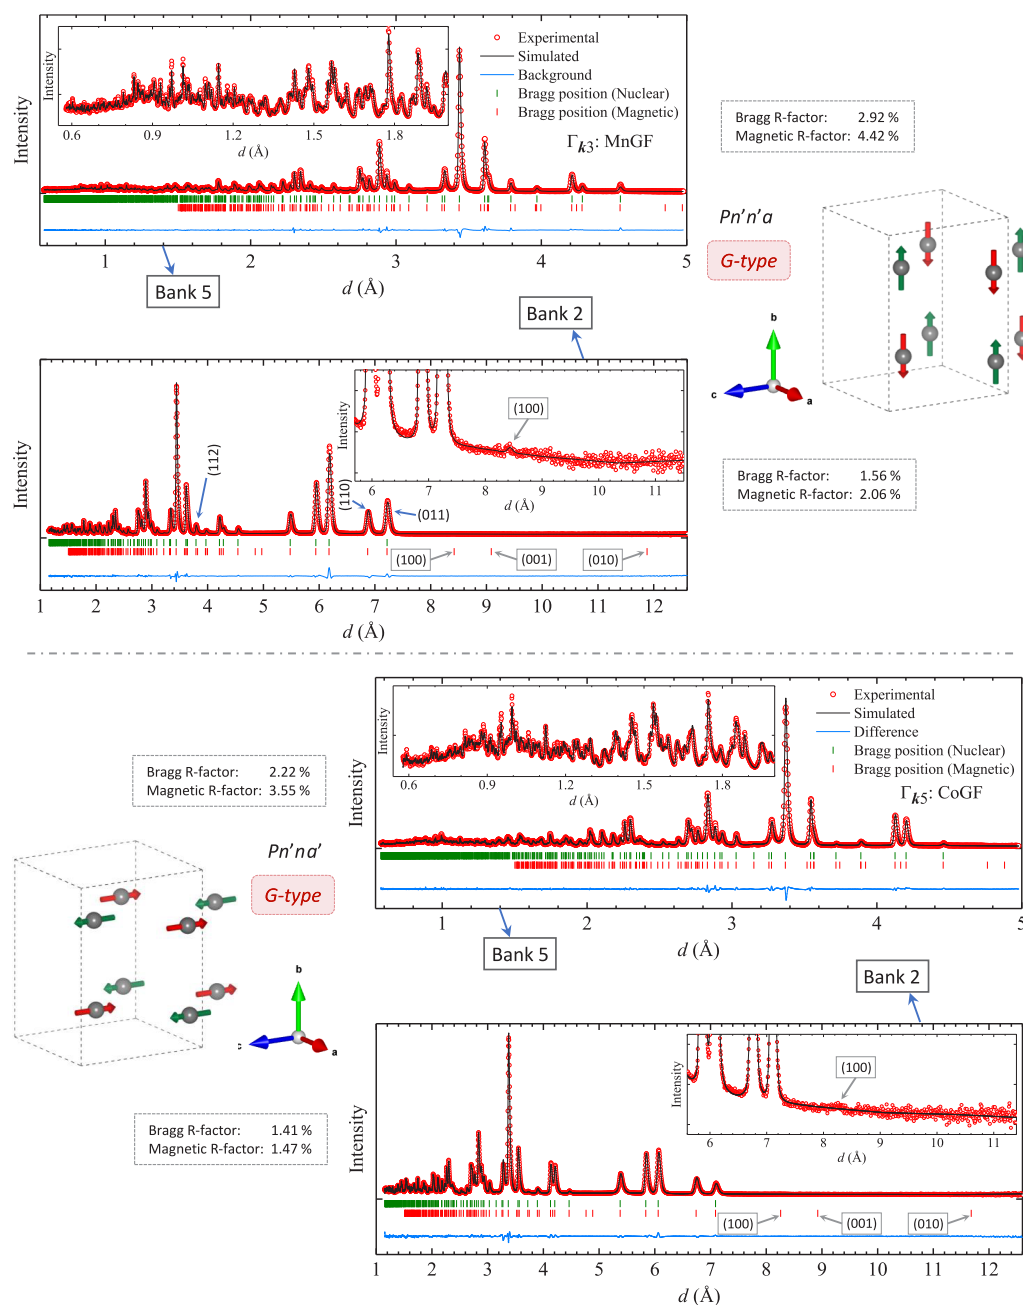 Experimental
Simulated
Background
Bragg position (Nuclear)
Bragg position (Magnetic)
Γk3: MnGF
Intensity
Intensity
0.6 0.9 1.2 1.5 1.8
d (Å)
1 2 3 4 5
d (Å)
Bank 5
Bragg R-factor: 2.92 %
Magnetic R-factor: 4.42 %
Pn'n'a
G-type
b
c
a
Bragg R-factor: 1.56 %
Magnetic R-factor: 2.06 %
Bank 2
Intensity
Intensity
(100)
6 7 8 9 10 11
d (Å)
(112)
(110)
(011)
(100)
(001)
(010)
1 2 3 4 5 6 7 8 9 10 11 12
d (Å)
Experimental
Simulated
Difference
Bragg position (Nuclear)
Bragg position (Magnetic)
Γk5: CoGF
Intensity
Intensity
0.6 0.9 1.2 1.5 1.8
d (Å)
1 2 3 4 5
d (Å)
Bank 5
Bragg R-factor: 2.22 %
Magnetic R-factor: 3.55 %
Pn'na'
G-type
b
c
a
Bragg R-factor: 1.41 %
Magnetic R-factor: 1.47 %
Bank 2
Intensity
Intensity
(100)
6 7 8 9 10 11
d (Å)
(100)
(001)
(010)
1 2 3 4 5 6 7 8 9 10 11 12
d (Å)